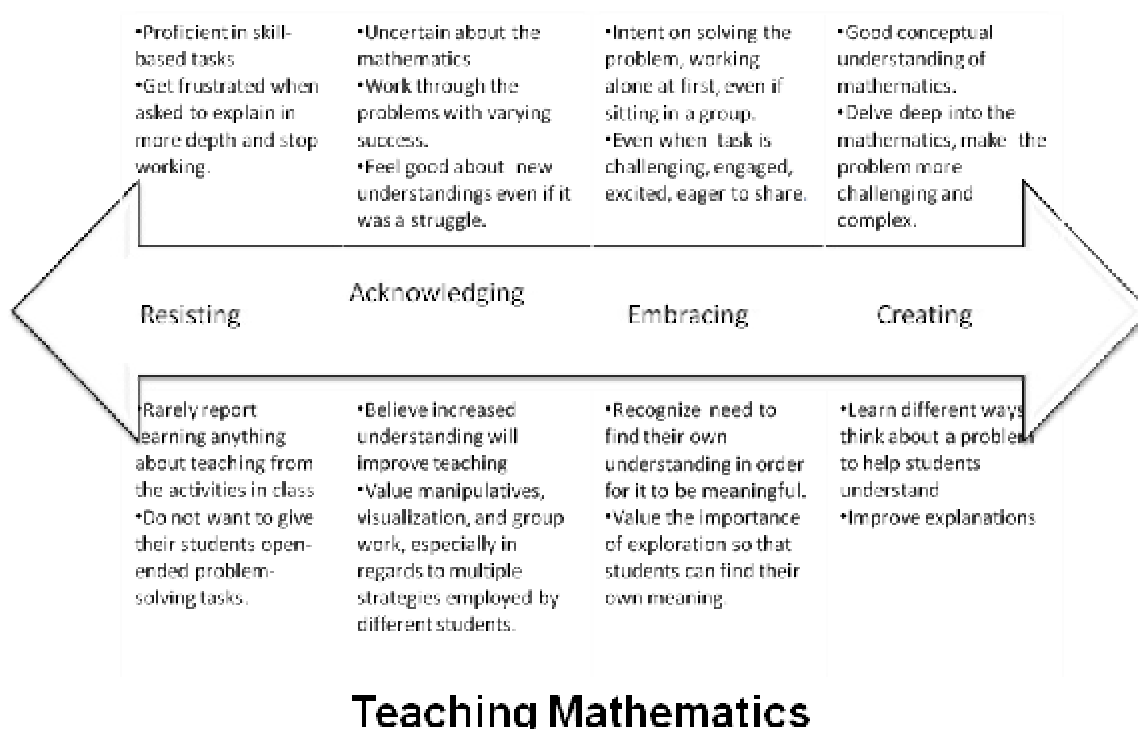 •Proficient in skill-
based tasks
•Get frustrated when
asked to explain in
more depth and stop
working.
•Uncertain about the
mathematics
•Work through the
problems with varying
success.
•Feel good about new
understandings even if it
was a struggle.
•Intent on solving the
problem, working
alone at first, even if
sitting in a group.
•Even when task is
challenging, engaged,
excited, eager to share.
•Good conceptual
understanding of
mathematics.
•Delve deep into the
mathematics, make the
problem more
challenging and
complex.
Resisting
Acknowledging
Embracing
Creating
•Rarely report
learning anything
about teaching from
the activities in class
•Do not want to give
their students open-
ended problem-
solving tasks.
•Believe increased
understanding will
improve teaching
•Value manipulatives,
visualization, and group
work, especially in
regards to multiple
strategies employed by
different students.
•Recognize need to
find their own
understanding in order
for it to be meaningful.
•Value the importance
of exploration so that
students can find their
own meaning.
•Learn different ways
think about a problem
to help students
understand
•Improve explanations
Teaching Mathematics